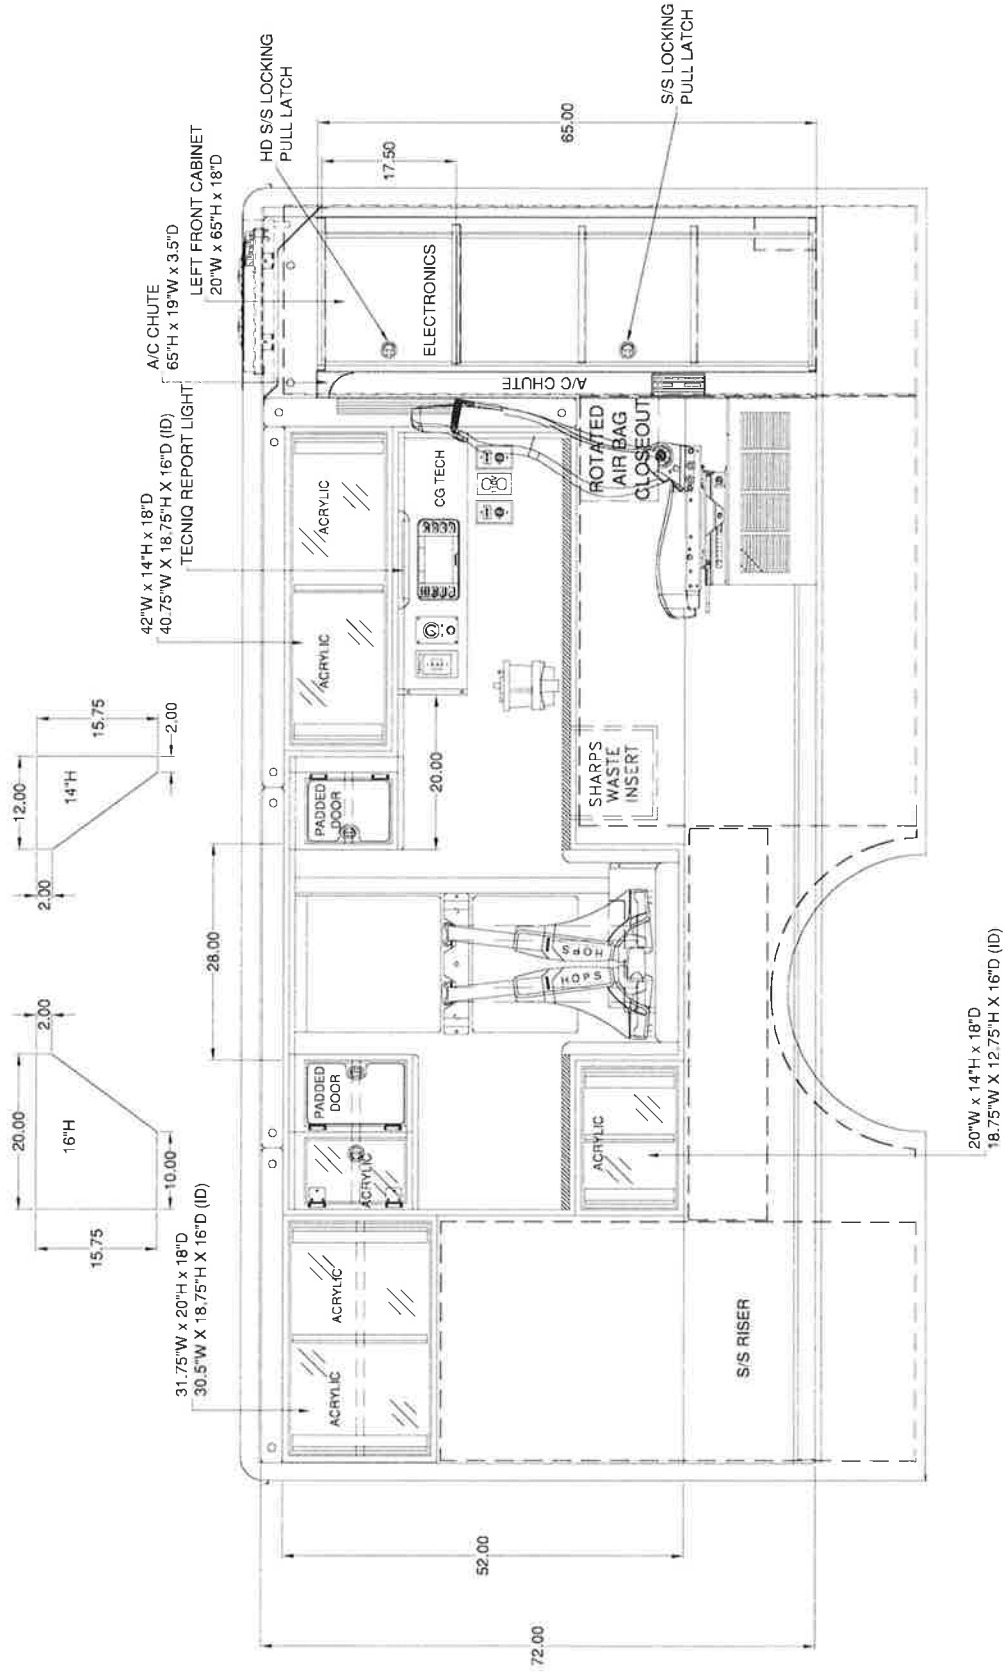 15.75
20.00
16"H
10.00
2.00
12.00
2.00
14"H
15.75
2.00
31.75"W x 20"H x 18"D
30.5"W X 18.75"H X 16"D (ID)
42"W x 14"H x 18"D
40.75"W X 18.75"H X 16"D (ID)
TECNIQ REPORT LIGHT
A/C CHUTE
65"H x 19"W x 3.5"D
LEFT FRONT CABINET
20"W x 65"H x 18"D
HD S/S LOCKING
PULL LATCH
S/S LOCKING
PULL LATCH
28.00
20.00
17.50
65.00
52.00
72.00
ACRYLIC
ACRYLIC
ACRYLIC
PADDED
DOOR
PADDED
DOOR
ACRYLIC
ACRYLIC
CG TECH
ELECTRONICS
A/C CHUTE
ROTATED
AIR BAG
CLOSEOUT
SHARPS
WASTE
INSERT
HOPS
HOPS
ACRYLIC
S/S RISER
20"W x 14"H x 18"D
18.75"W X 12.75"H X 16"D (ID)